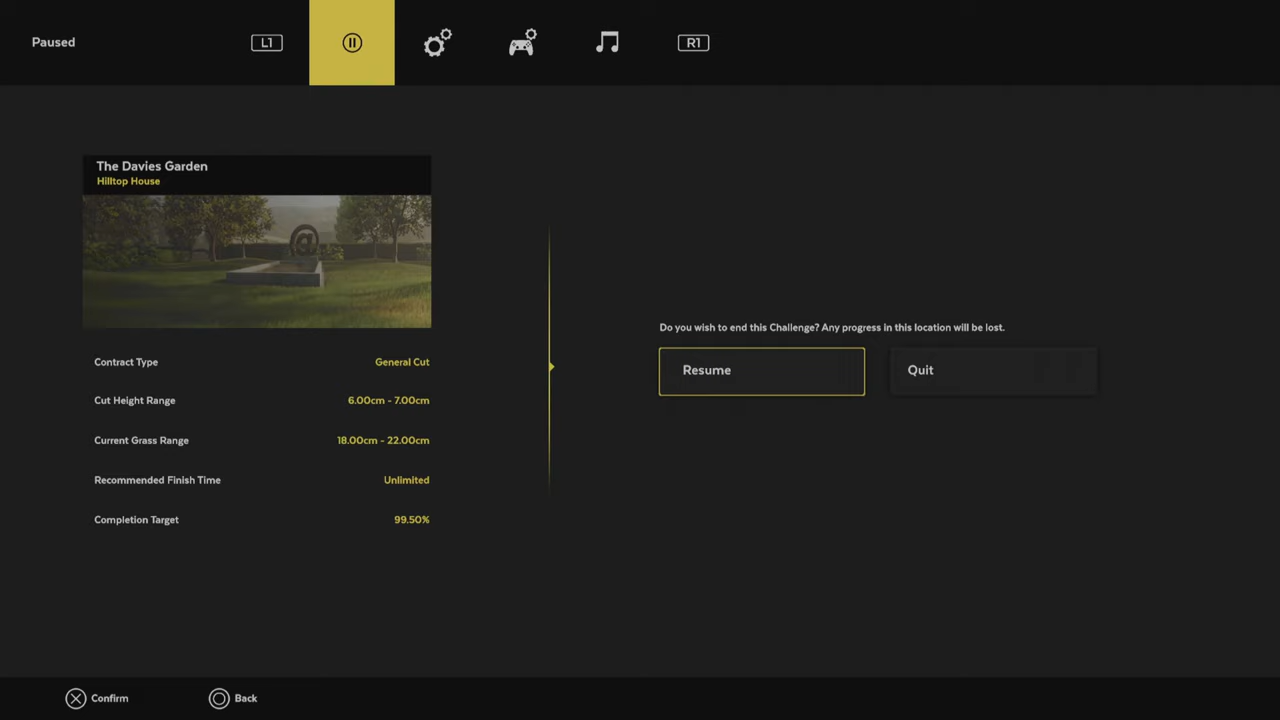 Paused
L1
R1
The Davies Garden
Hilltop House
@
Contract Type General Cut
Cut Height Range 6.00cm - 7.00cm
Current Grass Range 18.00cm - 22.00cm
Recommended Finish Time Unlimited
Completion Target 99.50%
Do you wish to end this Challenge? Any progress in this location will be lost.
Resume Quit
Confirm Back